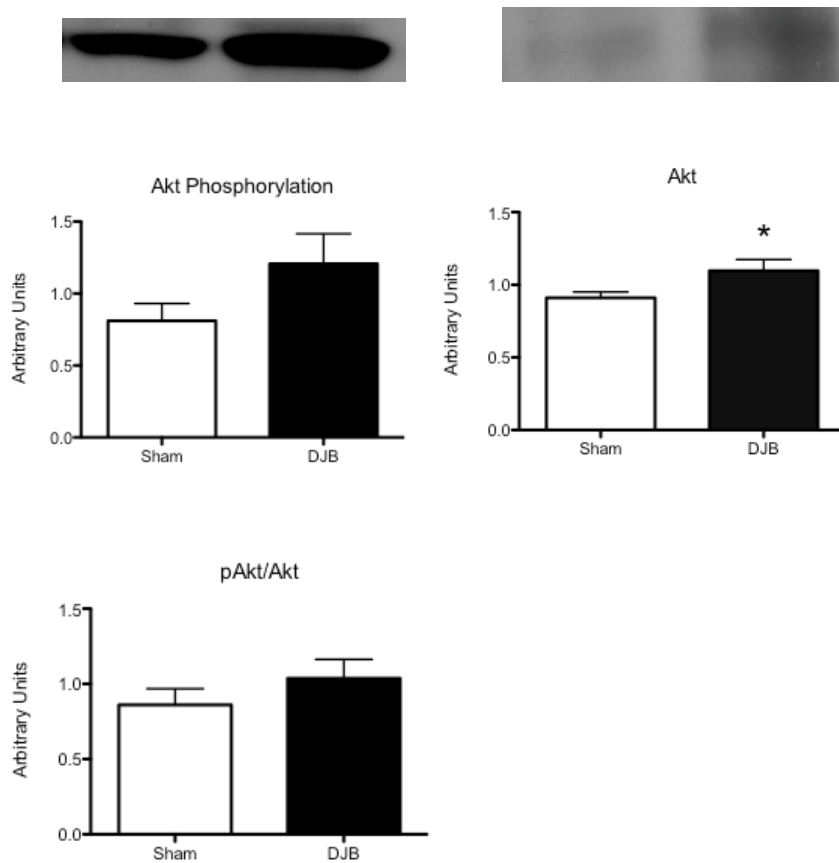 Akt Phosphorylation
Arbitrary Units
1.5
1.0
0.5
0.0
Sham DJB
Akt
Arbitrary Units
1.5
1.0
0.5
0.0
*
Sham DJB
pAkt/Akt
Arbitrary Units
1.5
1.0
0.5
0.0
Sham DJB